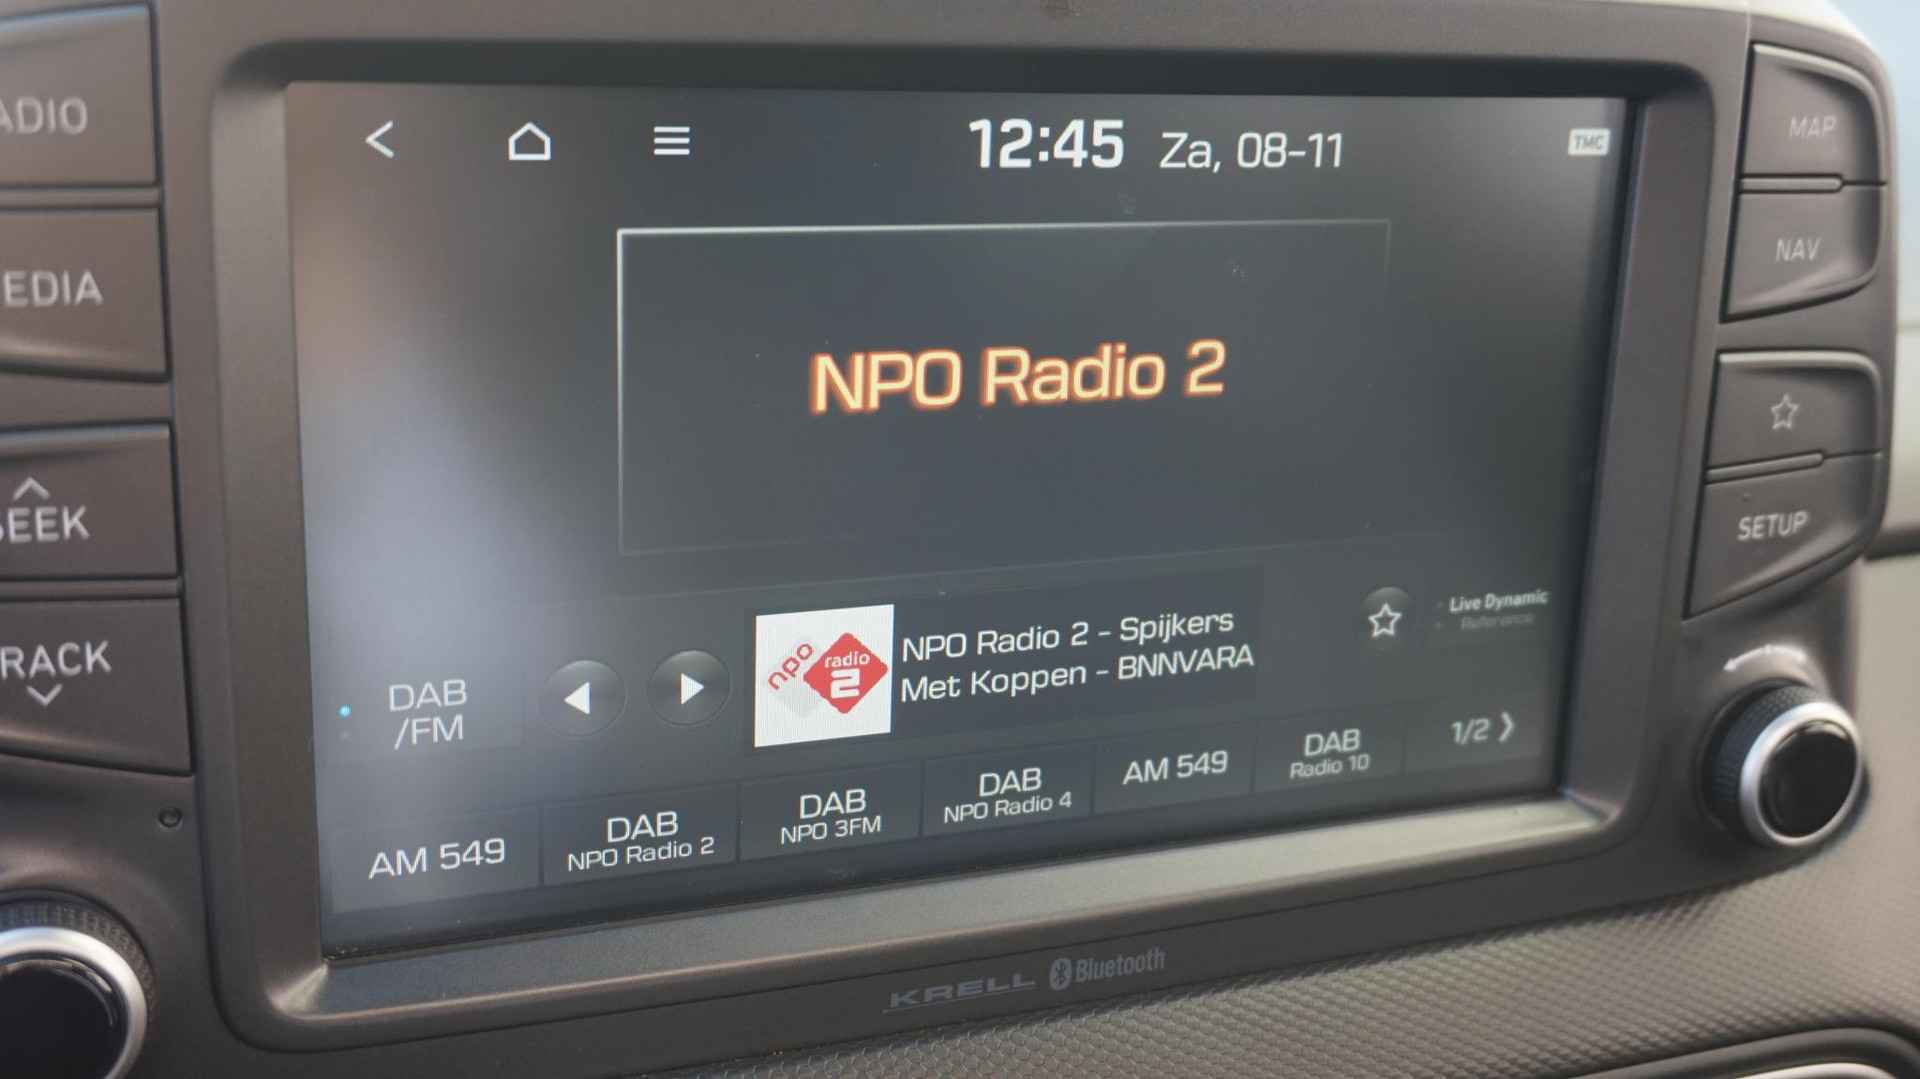 ADIO
EDIA
SEEK
RACK
12:45 Za, 08-11
TMC
NPO Radio 2
DAB
/FM
npo
radio
2
NPO Radio 2 - Spijkers
Met Koppen - BNNVARA
Live Dynamic
Reference
AM 549
DAB
NPO Radio 2
DAB
NPO 3FM
DAB
NPO Radio 4
AM 549
DAB
Radio 10
1/2
MAP
NAV
SETUP
KRELL Bluetooth